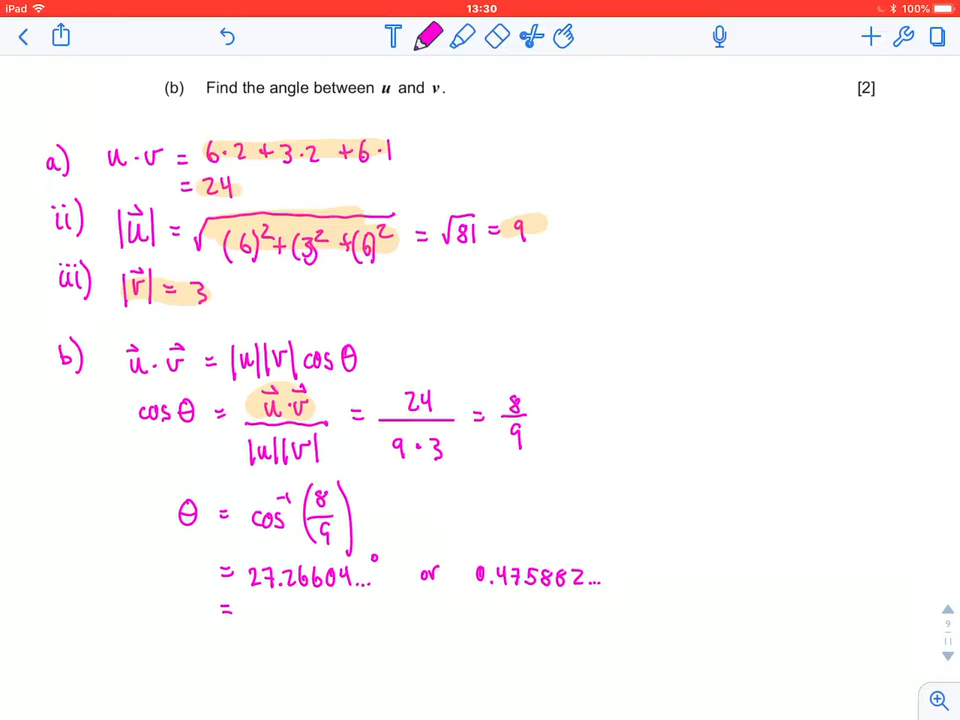 iPad 13:30 100%
(b) Find the angle between u and v. [2]
a) u · v = 6·2 + 3·2 + 6·1
= 24
ii) |u⃗| = √((6)² + (3)² + (6)²) = √81 = 9
iii) |v⃗| = 3
b) u⃗ · v⃗ = |u||v| cos θ
cos θ = u⃗ · v⃗ / |u||v| = 24 / 9 · 3 = 8/9
θ = cos⁻¹ (8/9)
= 27.26604...° or 0.475882...
=
9
11